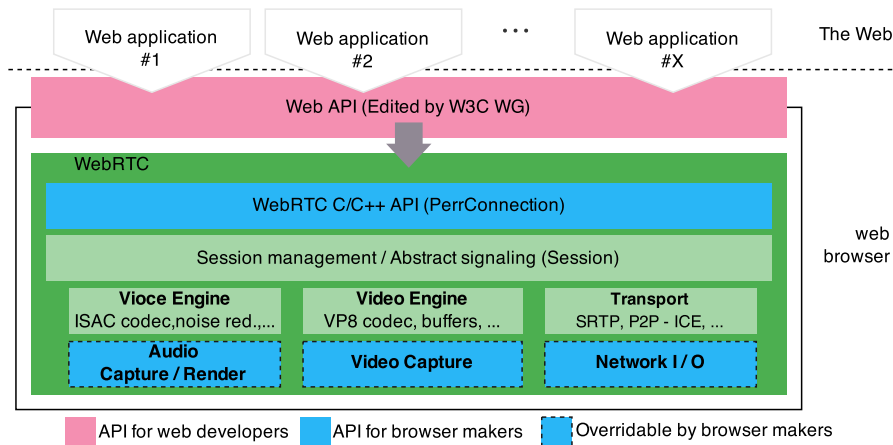 Web application
#1
Web application
#2
...
Web application
#X
The Web
Web API (Edited by W3C WG)
WebRTC
WebRTC C/C++ API (PerrConnection)
Session management / Abstract signaling (Session)
web
browser
Vioce Engine
ISAC codec,noise red.,...
Video Engine
VP8 codec, buffers, ...
Transport
SRTP, P2P - ICE, ...
Audio
Capture / Render
Video Capture
Network I / O
API for web developers
API for browser makers
Overridable by browser makers